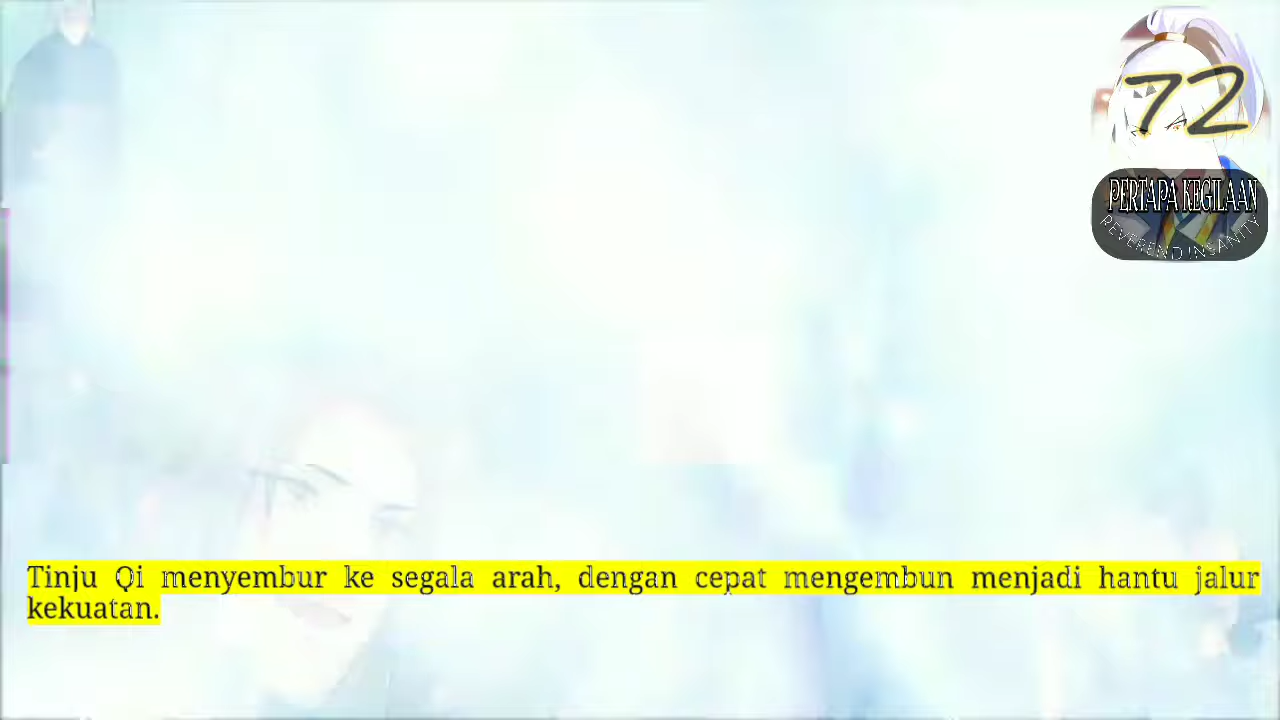 72
PERTAPA KEGILAAN
REVEREND INSANITY
Tinju Qi menyembur ke segala arah, dengan cepat mengembun menjadi hantu jalur
kekuatan.